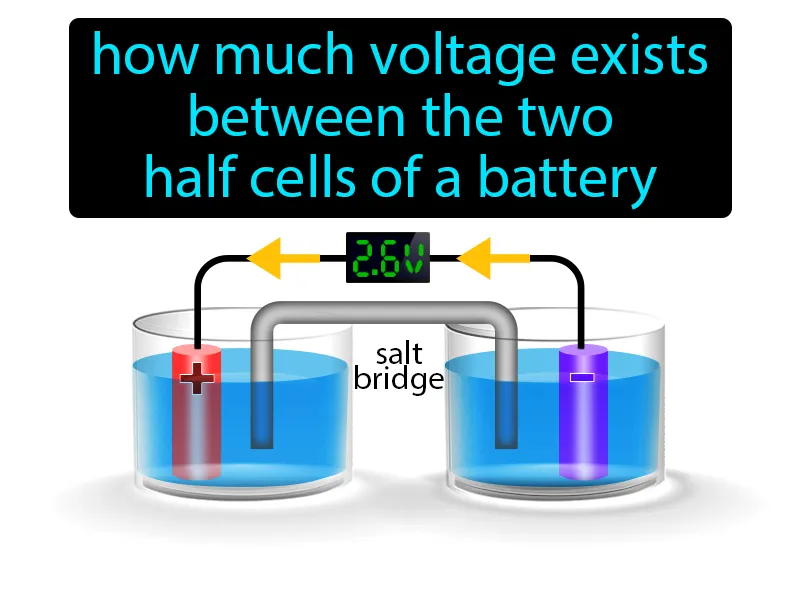 how much voltage exists
between the two
half cells of a battery
2.6V
salt
bridge
+
-